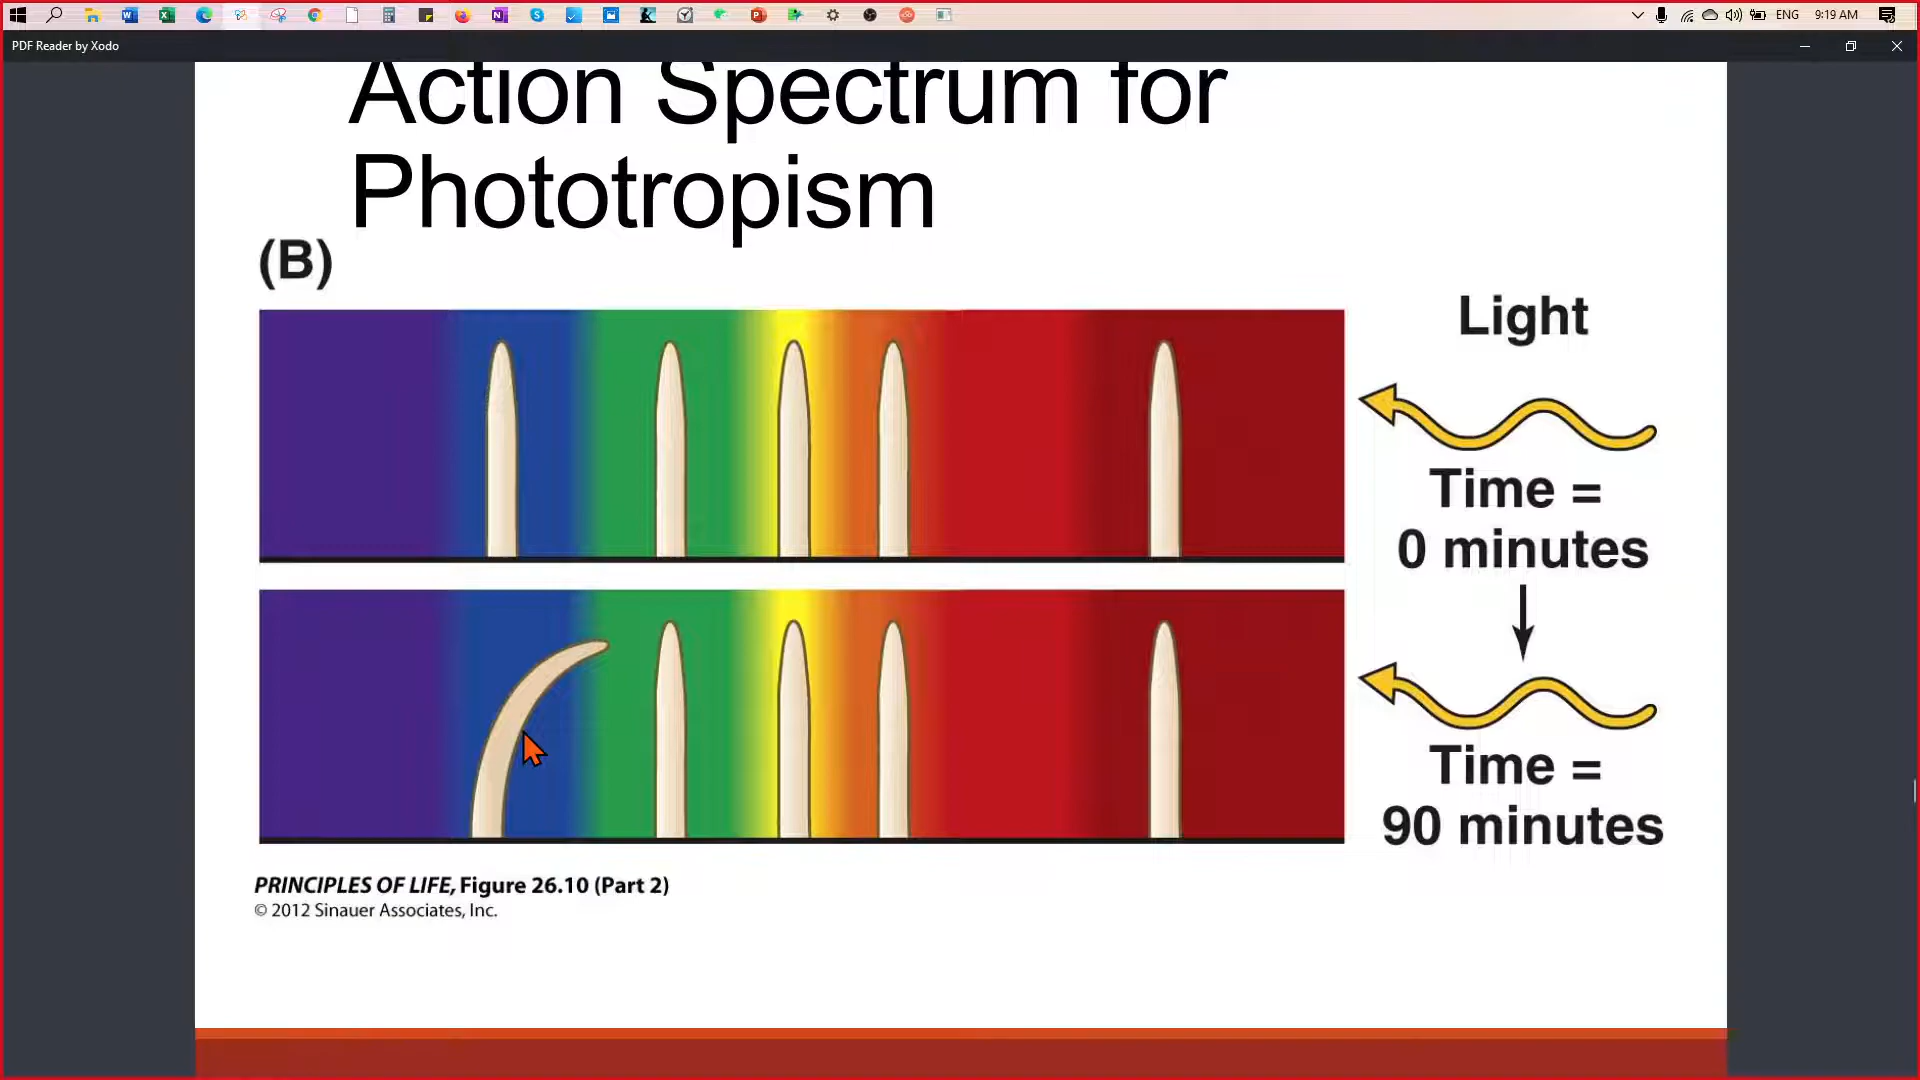 ENG
9:19 AM
PDF Reader by Xodo
Action Spectrum for
Phototropism
(B)
Light
Time =
0 minutes
Time =
90 minutes
PRINCIPLES OF LIFE, Figure 26.10 (Part 2)
© 2012 Sinauer Associates, Inc.